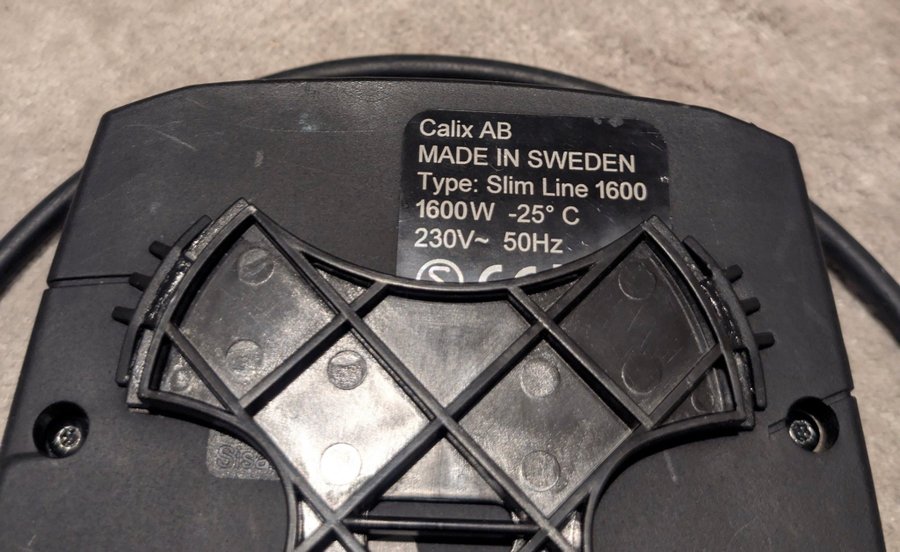 Calix AB
MADE IN SWEDEN
Type: Slim Line 1600
1600W -25° C
230V~ 50Hz